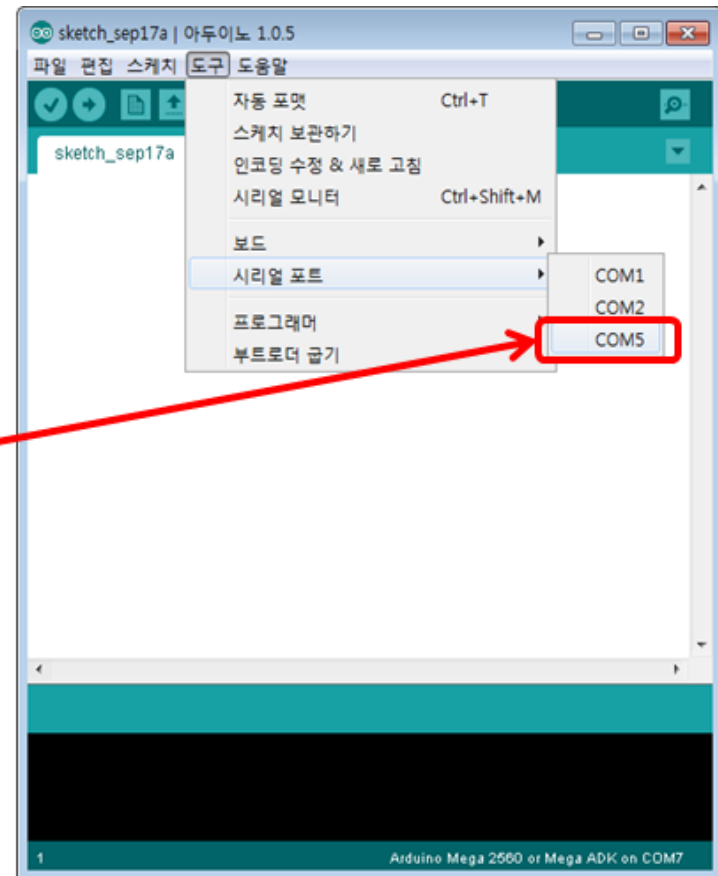 sketch_sep17a | 아두이노 1.0.5
파일 편집 스케치 도구 도움말
sketch_sep17a
자동 포맷 Ctrl+T
스케치 보관하기
인코딩 수정 & 새로 고침
시리얼 모니터 Ctrl+Shift+M
보드
시리얼 포트
COM1
COM2
COM5
프로그래머
부트로더 굽기
1 Arduino Mega 2560 or Mega ADK on COM7